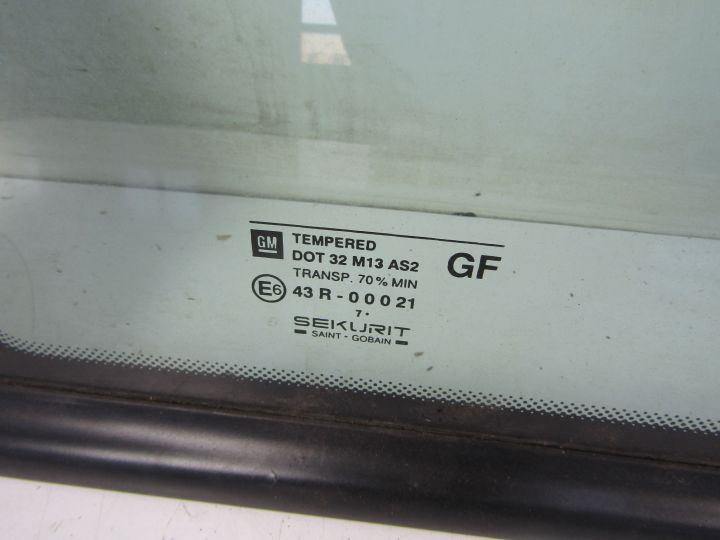 GM TEMPERED
DOT 32 M13 AS2 GF
TRANSP. 70% MIN
E6 43 R-00021
7•
SEKURIT
SAINT-GOBAIN